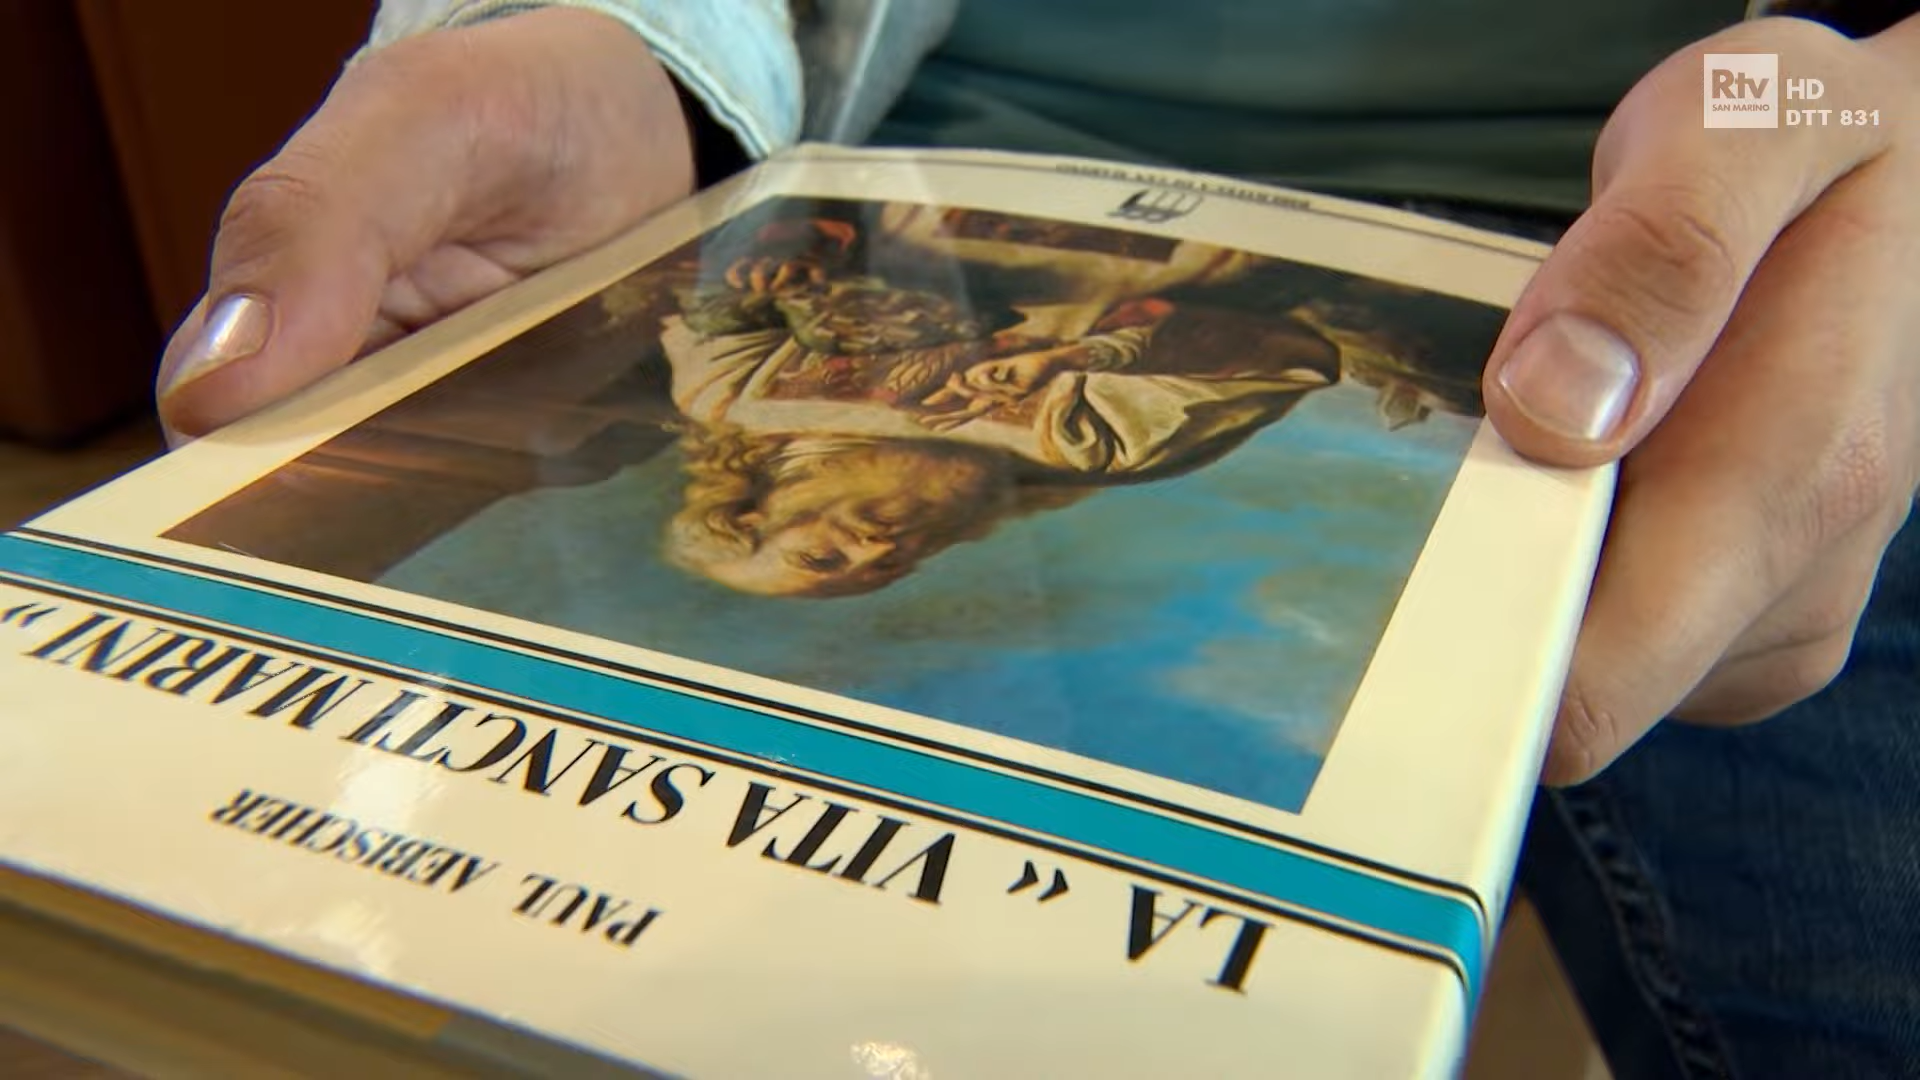 Rtv
SAN MARINO
HD
DTT 831
PAUL AEBISCHER
LA « VITA SANCTI MARINI »